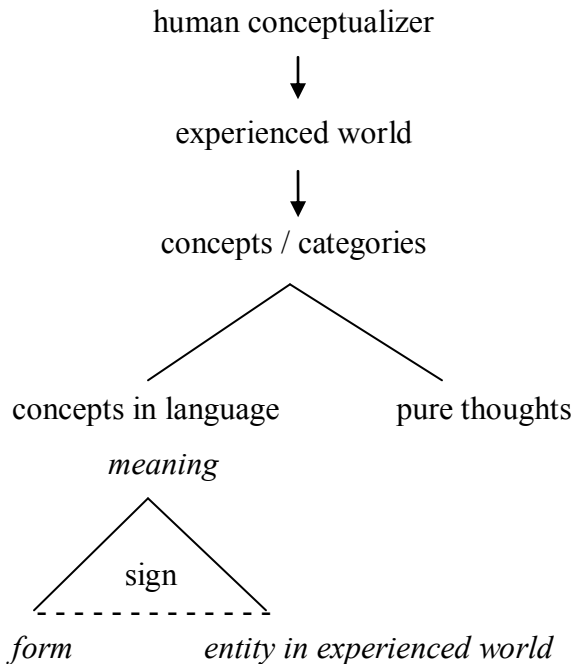 human conceptualizer
experienced world
concepts / categories
concepts in language pure thoughts
meaning
sign
form entity in experienced world